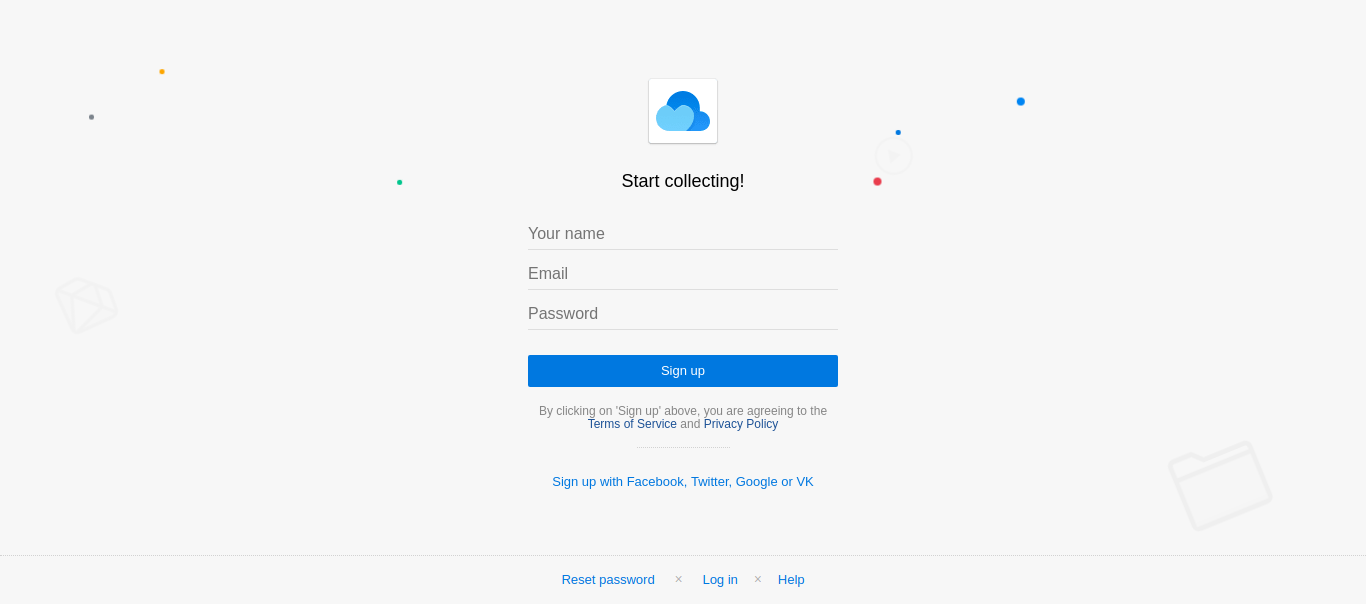 Start collecting!
Your name
Email
Password
Sign up
By clicking on 'Sign up' above, you are agreeing to the
Terms of Service and Privacy Policy
Sign up with Facebook, Twitter, Google or VK
Reset password × Log in × Help